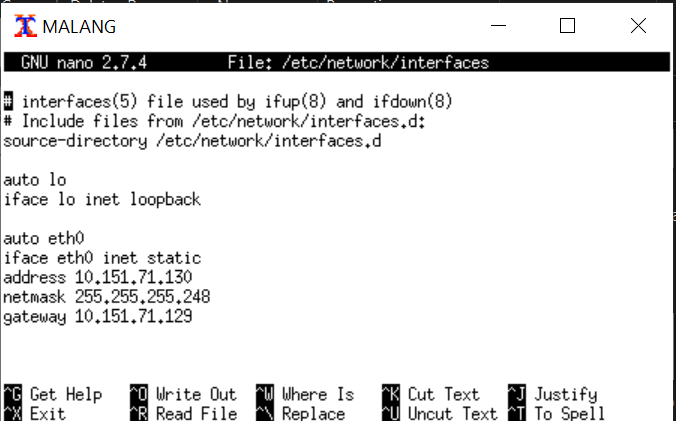 MALANG
GNU nano 2.7.4 File: /etc/network/interfaces
# interfaces(5) file used by ifup(8) and ifdown(8)
# Include files from /etc/network/interfaces.d:
source-directory /etc/network/interfaces.d
auto lo
iface lo inet loopback
auto eth0
iface eth0 inet static
address 10.151.71.130
netmask 255.255.255.248
gateway 10.151.71.129
^G Get Help ^O Write Out ^W Where Is ^K Cut Text ^J Justify
^X Exit ^R Read File ^\ Replace ^U Uncut Text ^T To Spell